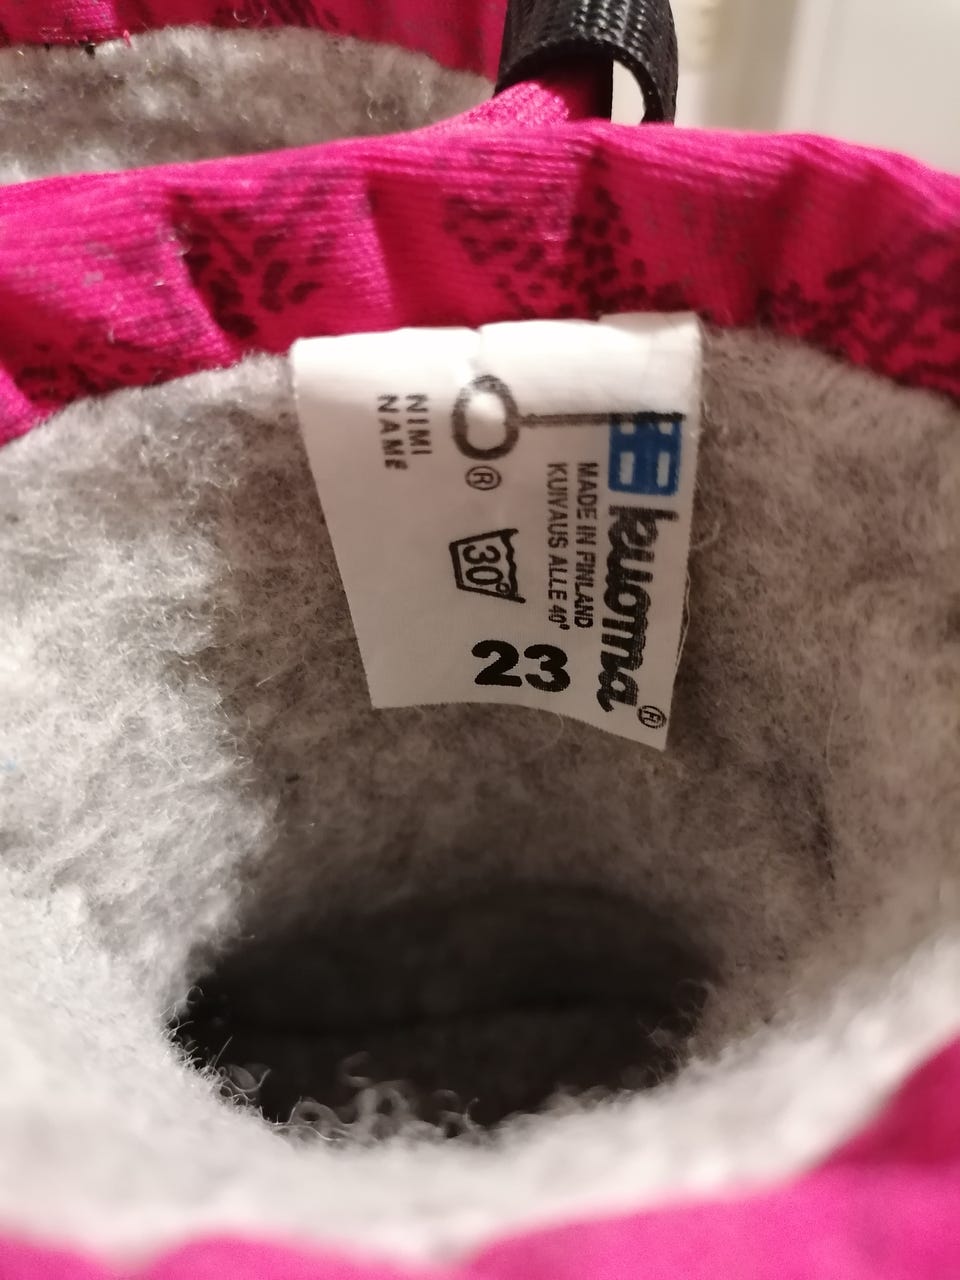 kuoma®
MADE IN FINLAND
KUIVAUS ALLE 40°
23
30°
®
NIMI
NAME